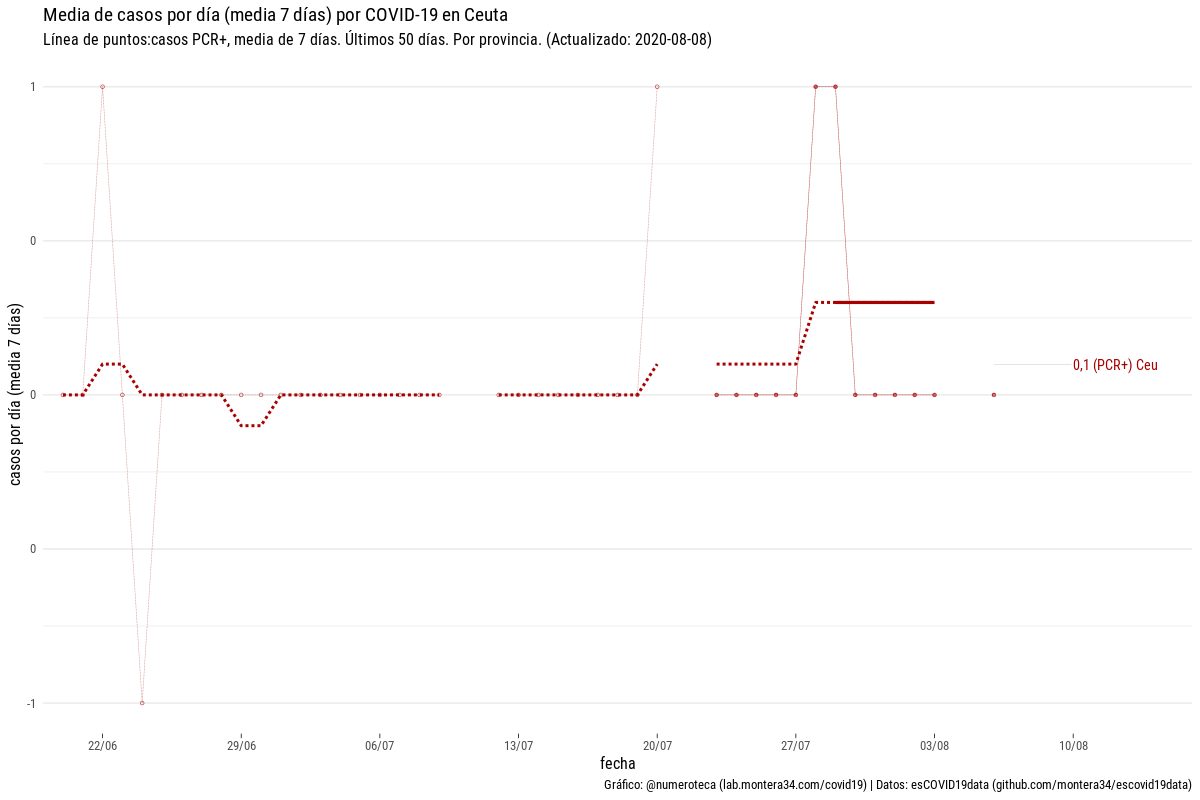 Media de casos por día (media 7 días) por COVID-19 en Ceuta
Línea de puntos:casos PCR+, media de 7 días. Últimos 50 días. Por provincia. (Actualizado: 2020-08-08)
casos por día (media 7 días)
1
0
0
0
-1
0,1 (PCR+) Ceu
22/06
29/06
06/07
13/07
20/07
27/07
03/08
10/08
fecha
Gráfico: @numeroteca (lab.montera34.com/covid19) | Datos: esCOVID19data (github.com/montera34/escovid19data)